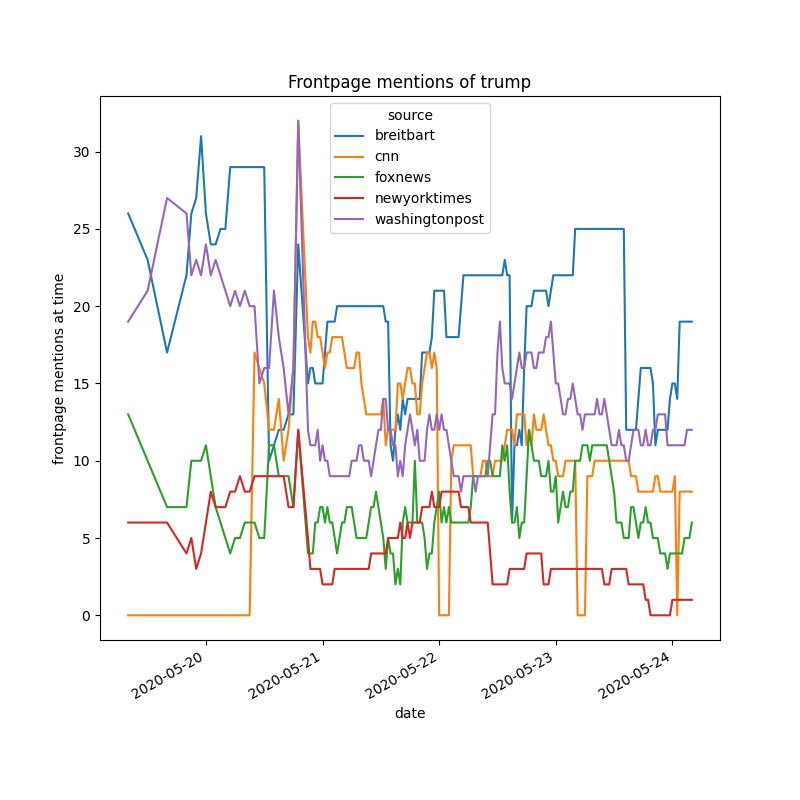 Frontpage mentions of trump
source
breitbart
cnn
foxnews
newyorktimes
washingtonpost
frontpage mentions at time
30
25
20
15
10
5
0
2020-05-20
2020-05-21
2020-05-22
2020-05-23
2020-05-24
date